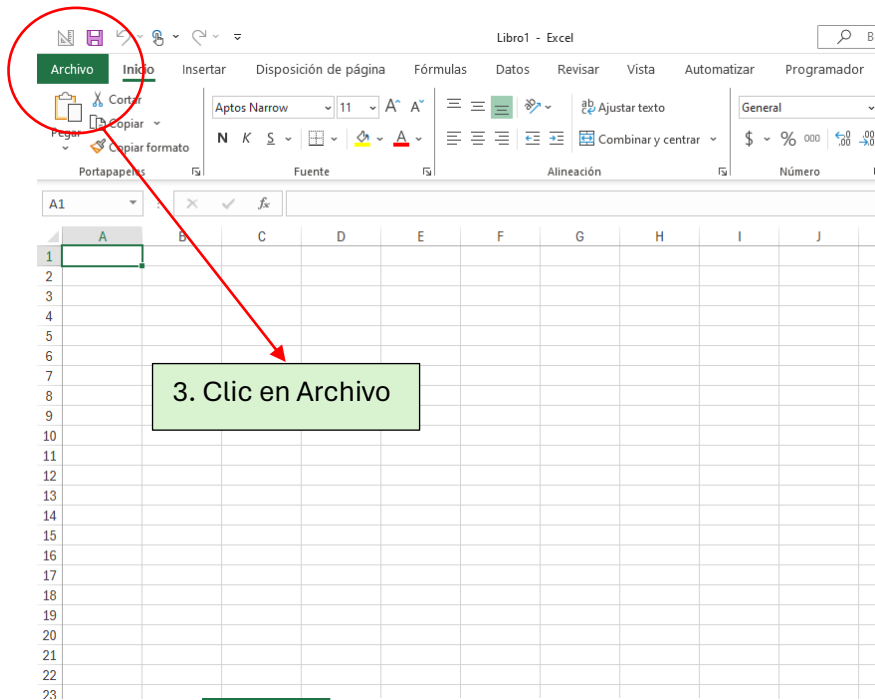 Libro1 - Excel
B
Archivo Inicio Insertar Disposición de página Fórmulas Datos Revisar Vista Automatizar Programador
Cortar
Copiar
Pegar
Copiar formato
Portapapeles
Aptos Narrow 11 A A
N K S A
Fuente
ab Ajustar texto
Combinar y centrar
Alineación
General
$ % 000 ,00 ,00
Número
A1 fx
A B C D E F G H I J
1
2
3
4
5
6
7
8
9
10
11
12
13
14
15
16
17
18
19
20
21
22
23
3. Clic en Archivo